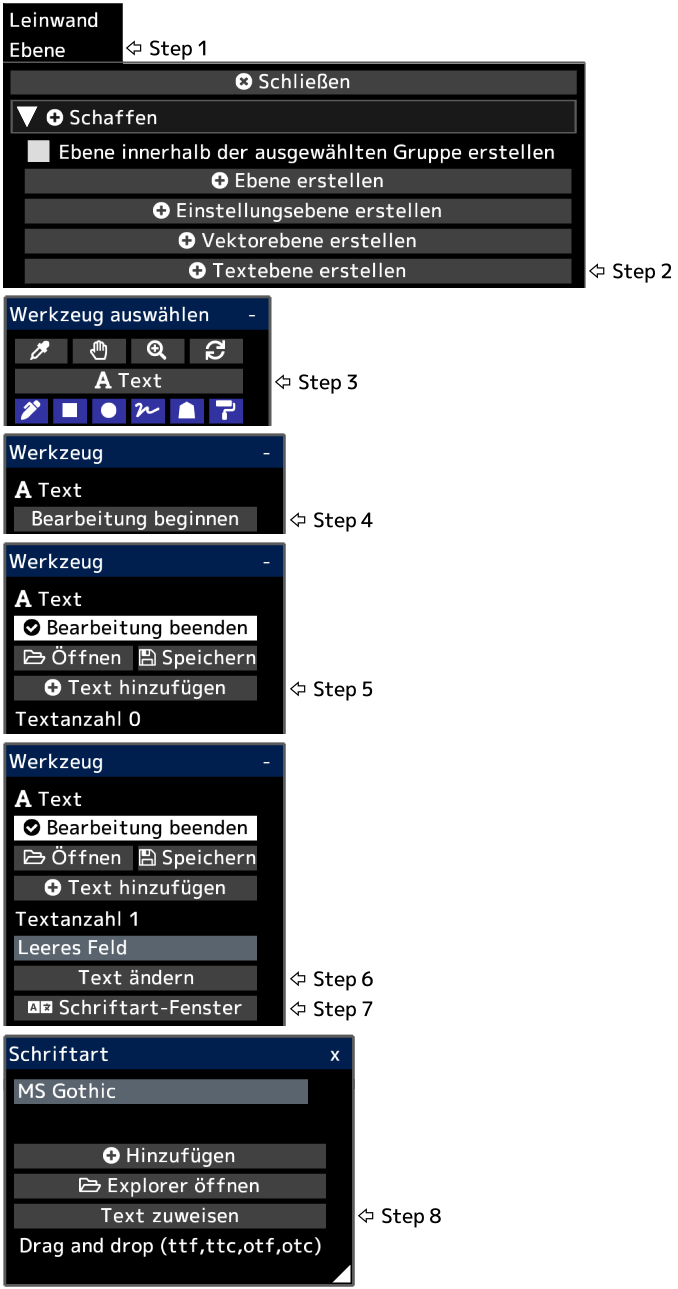 Leinwand
Ebene ⇦ Step 1
Schließen
Schaffen
Ebene innerhalb der ausgewählten Gruppe erstellen
Ebene erstellen
Einstellungsebene erstellen
Vektorebene erstellen
Textebene erstellen ⇦ Step 2
Werkzeug auswählen -
A Text ⇦ Step 3
Werkzeug -
A Text
Bearbeitung beginnen ⇦ Step 4
Werkzeug -
A Text
Bearbeitung beenden
Öffnen Speichern
Text hinzufügen ⇦ Step 5
Textanzahl 0
Werkzeug -
A Text
Bearbeitung beenden
Öffnen Speichern
Text hinzufügen
Textanzahl 1
Leeres Feld
Text ändern ⇦ Step 6
Schriftart-Fenster ⇦ Step 7
Schriftart x
MS Gothic
Hinzufügen
Explorer öffnen
Text zuweisen ⇦ Step 8
Drag and drop (ttf,ttc,otf,otc)